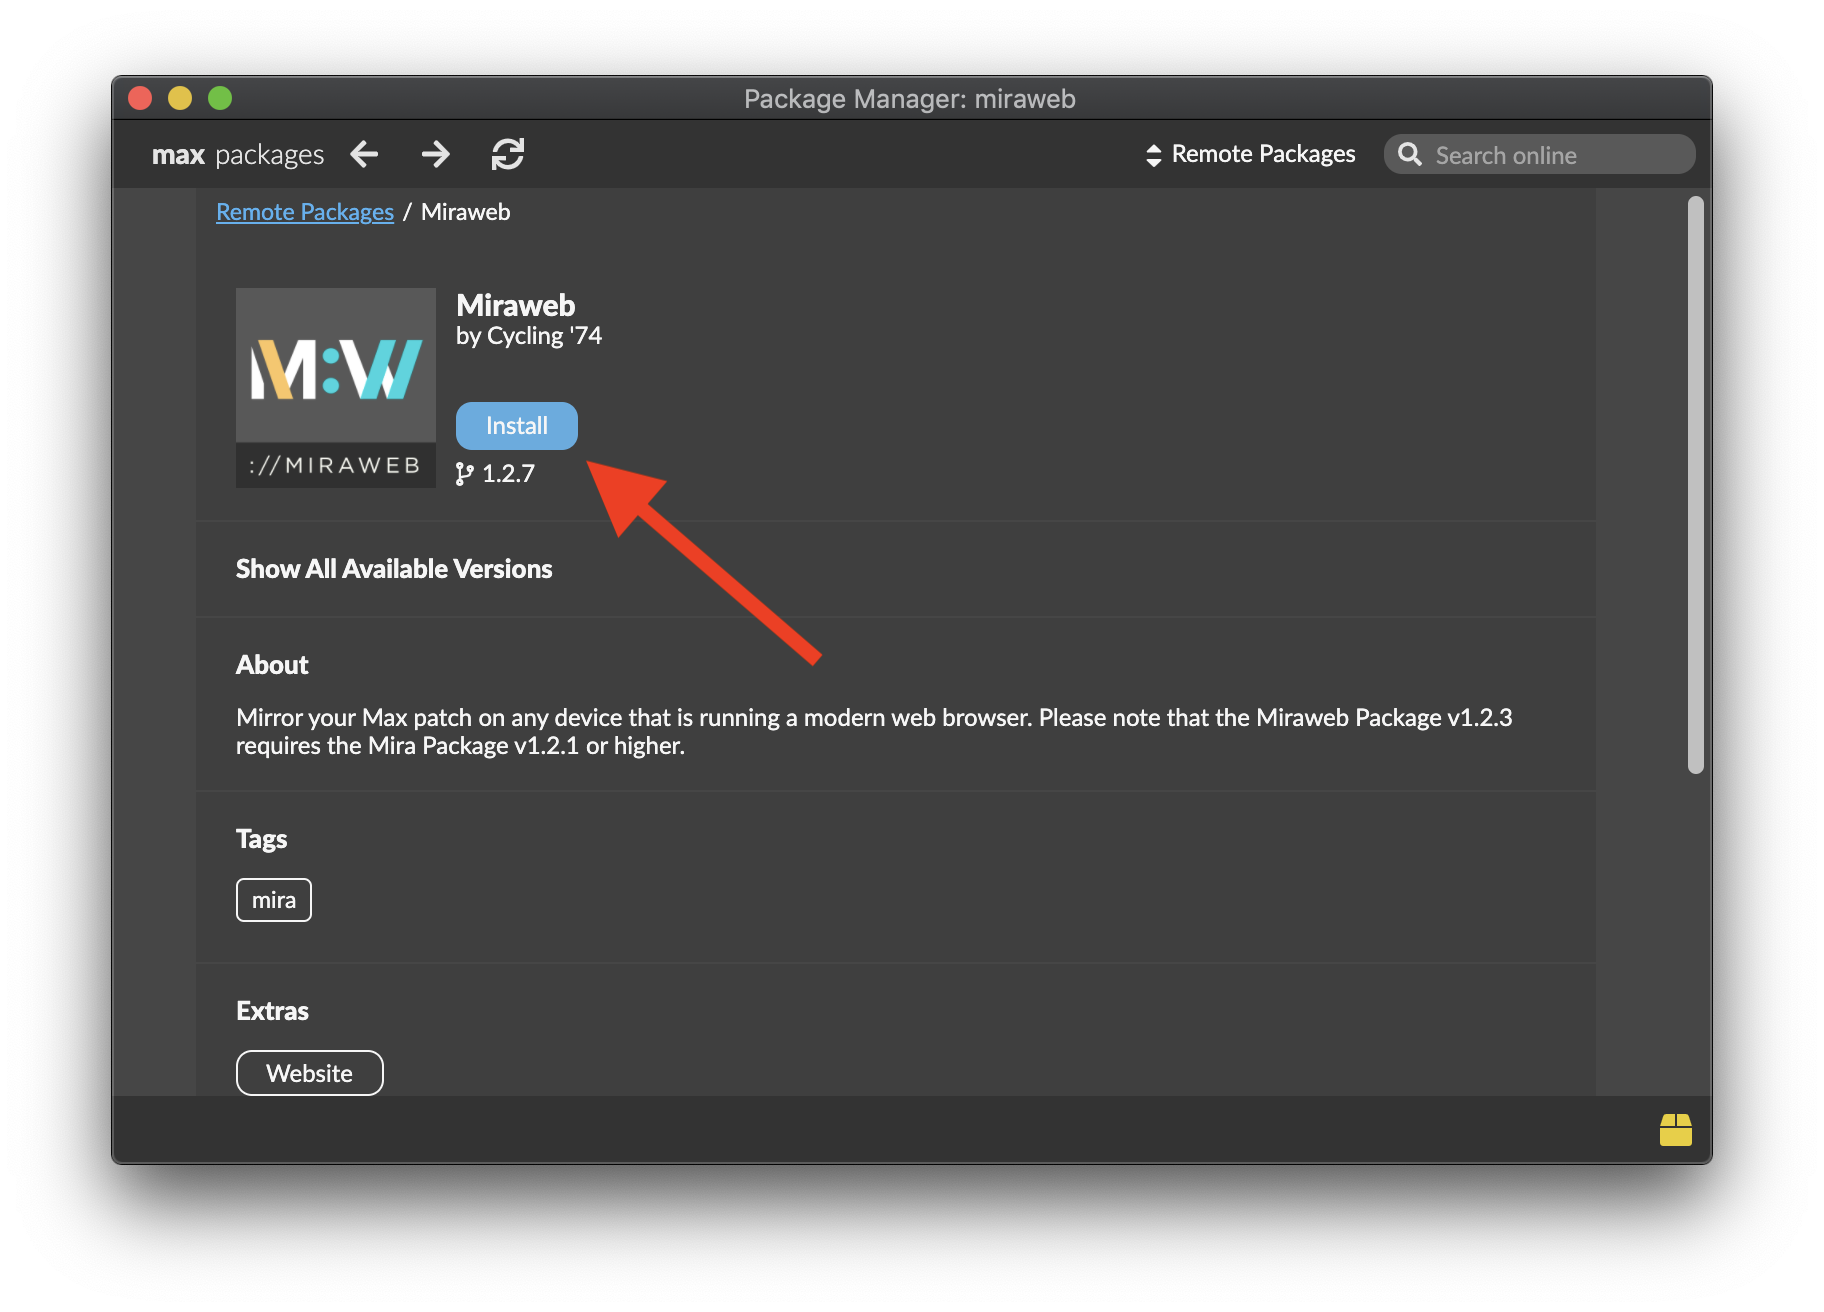 Package Manager: miraweb
max packages
Remote Packages
Search online
Remote Packages / Miraweb
M:W
://MIRAWEB
Miraweb
by Cycling '74
Install
1.2.7
Show All Available Versions
About
Mirror your Max patch on any device that is running a modern web browser. Please note that the Miraweb Package v1.2.3
requires the Mira Package v1.2.1 or higher.
Tags
mira
Extras
Website